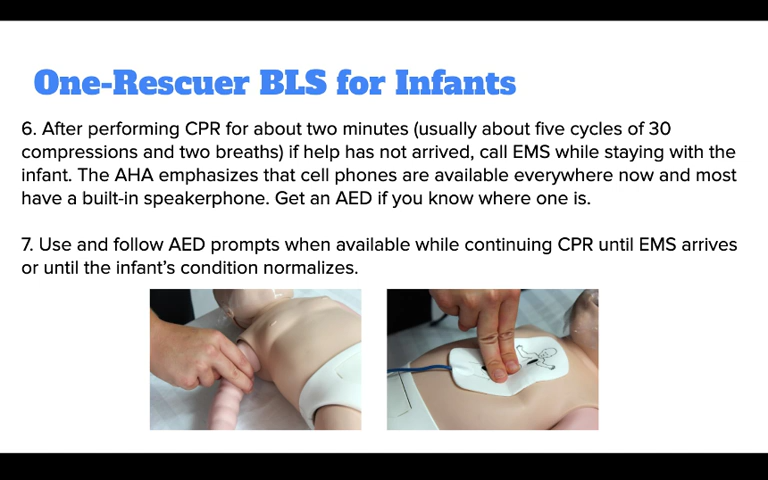 One-Rescuer BLS for Infants
6. After performing CPR for about two minutes (usually about five cycles of 30
compressions and two breaths) if help has not arrived, call EMS while staying with the
infant. The AHA emphasizes that cell phones are available everywhere now and most
have a built-in speakerphone. Get an AED if you know where one is.
7. Use and follow AED prompts when available while continuing CPR until EMS arrives
or until the infant’s condition normalizes.